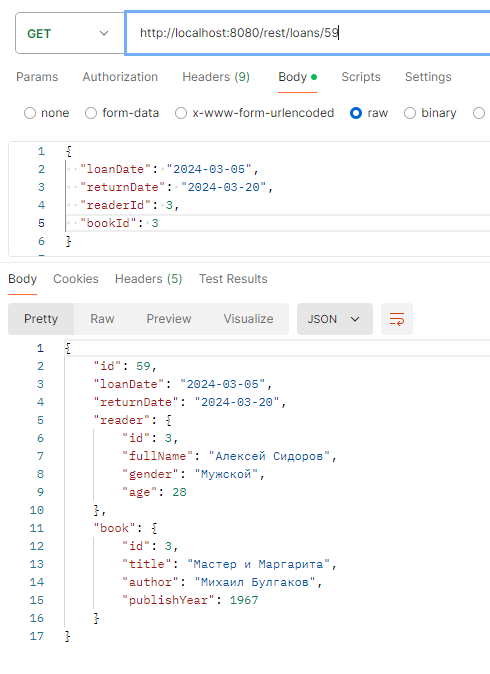 GET http://localhost:8080/rest/loans/59
Params Authorization Headers (9) Body Scripts Settings
none form-data x-www-form-urlencoded raw binary
1 {
2 "loanDate": "2024-03-05",
3 "returnDate": "2024-03-20",
4 "readerId": 3,
5 "bookId": 3
6 }
Body Cookies Headers (5) Test Results
Pretty Raw Preview Visualize JSON
1 {
2 "id": 59,
3 "loanDate": "2024-03-05",
4 "returnDate": "2024-03-20",
5 "reader": {
6 "id": 3,
7 "fullName": "Алексей Сидоров",
8 "gender": "Мужской",
9 "age": 28
10 },
11 "book": {
12 "id": 3,
13 "title": "Мастер и Маргарита",
14 "author": "Михаил Булгаков",
15 "publishYear": 1967
16 }
17 }